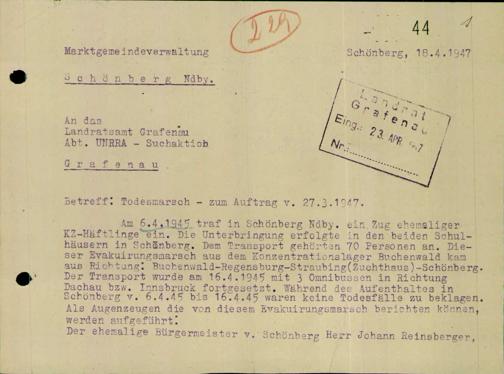 229
44
1
Marktgemeindeverwaltung
Schönberg, 18.4.1947
Schönberg Ndby.
An das
Landratsamt Grafenau
Abt. UNRRA - Suchaktiob
Grafenau
Landrat
Grafenau
Eing. 23. APR. 47
Nr.
Betreff: Todesmarsch - zum Auftrag v. 27.3.1947.
Am 6.4.1945 traf in Schönberg Ndby. ein Zug ehemaliger
KZ-Häftlinge ein. Die Unterbringung erfolgte in den beiden Schul-
häusern in Schönberg. Dem Transport gehörten 70 Personen an. Die-
ser Evakuirungsmarsch aus dem Konzentrationslager Buchenwald kam
aus Richtung: Buchenwald-Regensburg-Straubing(Zuchthaus)-Schönberg.
Der Transport wurde am 16.4.1945 mit 3 Omnibussen in Richtung
Dachau bzw. Innsbruck fortgesetzt. Während des Aufenthaltes in
Schönberg v. 6.4.45 bis 16.4.45 waren keine Todesfälle zu beklagen.
Als Augenzeugen die von diesem Evakuirungsmarsch berichten können,
werden aufgeführt:
Der ehemalige Bürgermeister v. Schönberg Herr Johann Reinsberger,